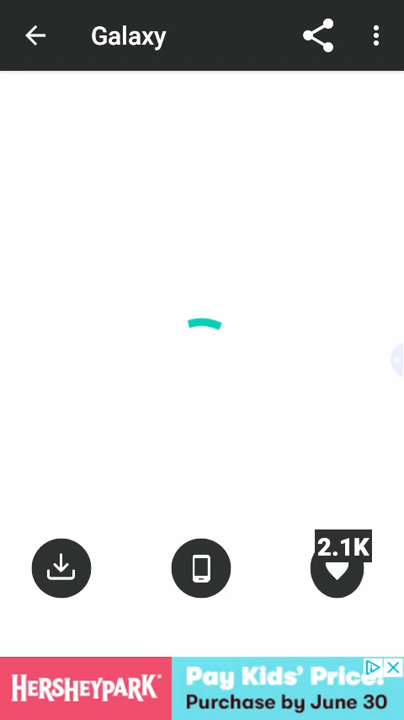 Galaxy
2.1K
HERSHEYPARK
Pay Kids' Price!
Purchase by June 30